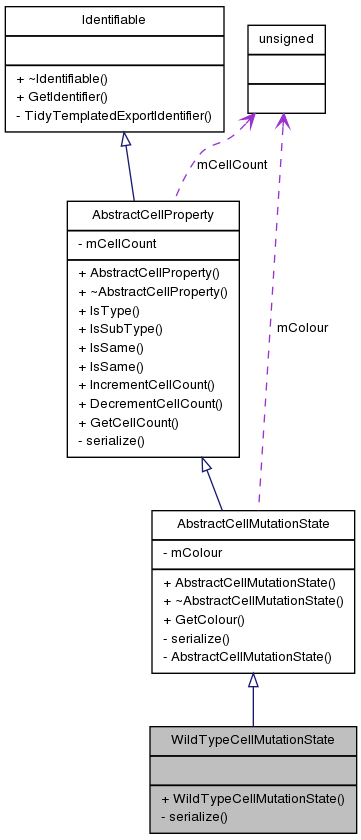 Identifiable
+ ~Identifiable()
+ GetIdentifier()
- TidyTemplatedExportIdentifier()
unsigned
mCellCount
AbstractCellProperty
- mCellCount
+ AbstractCellProperty()
+ ~AbstractCellProperty()
+ IsType()
+ IsSubType()
+ IsSame()
+ IsSame()
+ IncrementCellCount()
+ DecrementCellCount()
+ GetCellCount()
- serialize()
mColour
AbstractCellMutationState
- mColour
+ AbstractCellMutationState()
+ ~AbstractCellMutationState()
+ GetColour()
- serialize()
- AbstractCellMutationState()
WildTypeCellMutationState
+ WildTypeCellMutationState()
- serialize()